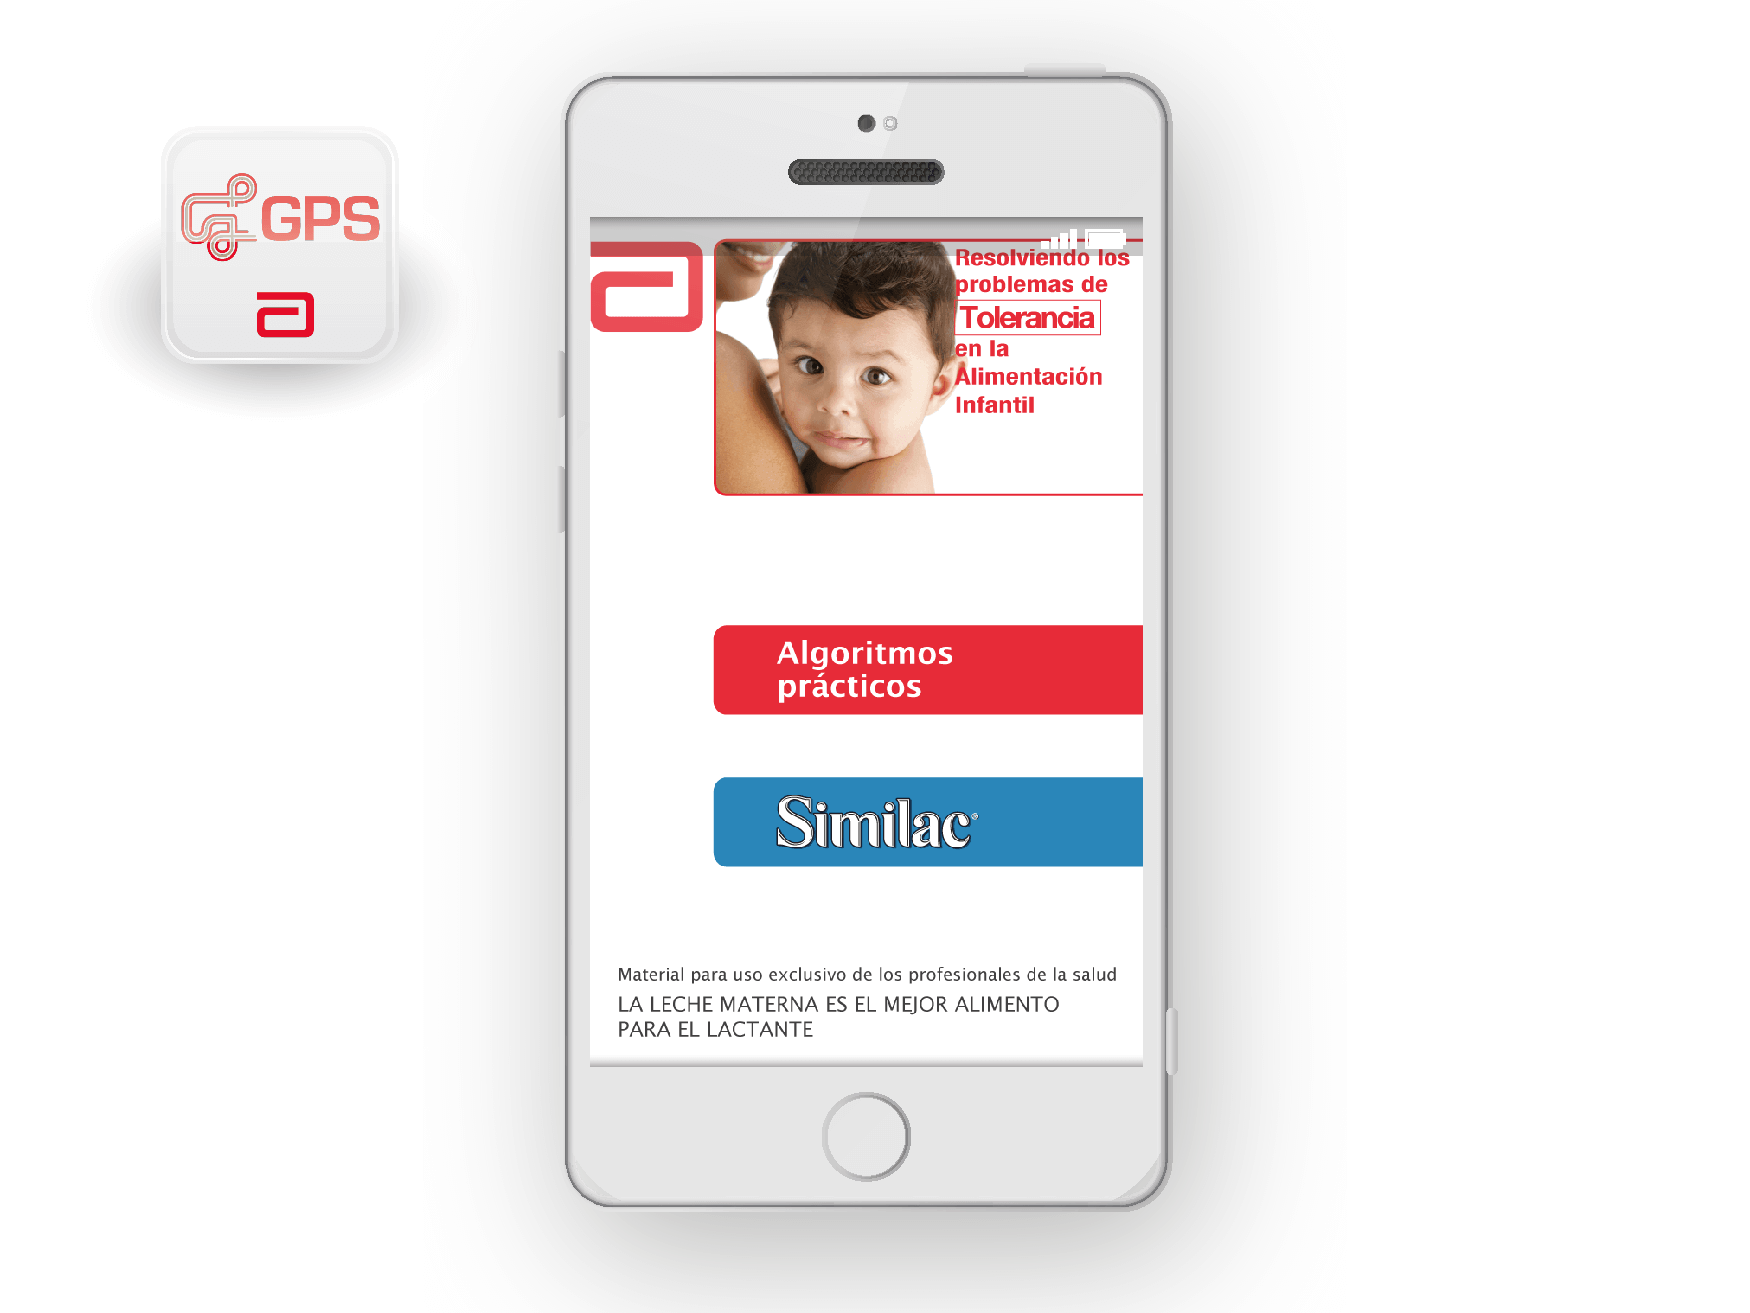 GPS
Resolviendo los
problemas de
Tolerancia
en la
Alimentación
Infantil
Algoritmos
prácticos
Similac®
Material para uso exclusivo de los profesionales de la salud
LA LECHE MATERNA ES EL MEJOR ALIMENTO
PARA EL LACTANTE